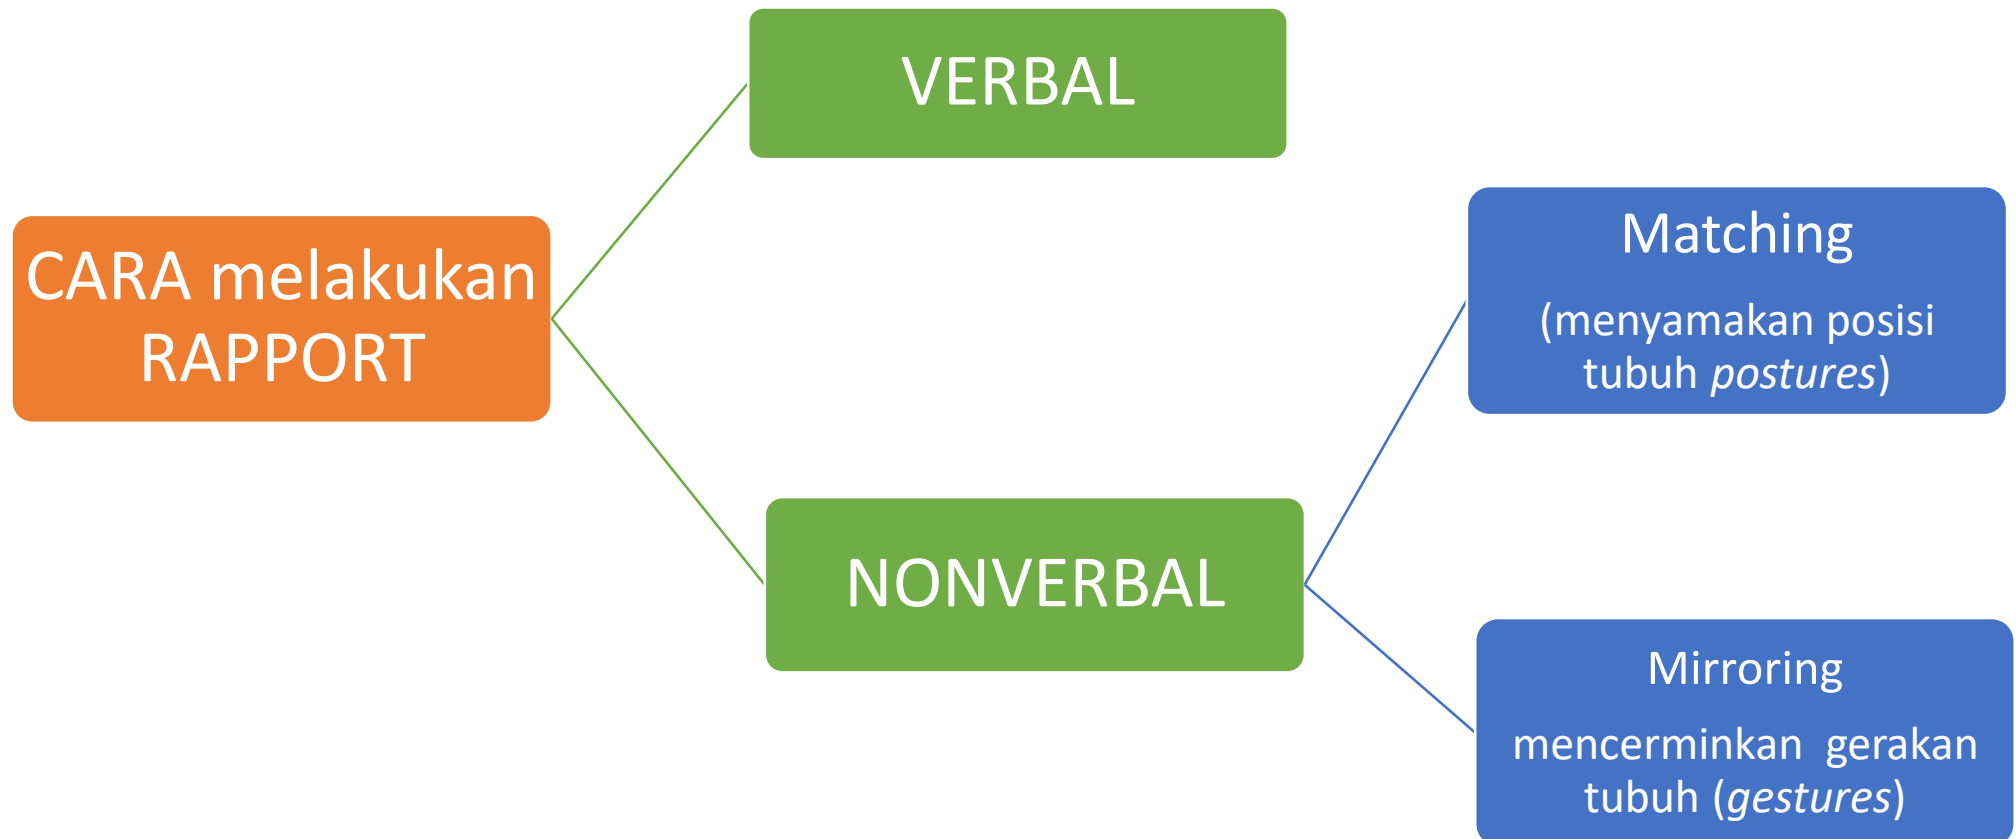 VERBAL
CARA melakukan
RAPPORT
Matching
(menyamakan posisi
tubuh postures)
NONVERBAL
Mirroring
mencerminkan  gerakan
tubuh (gestures)